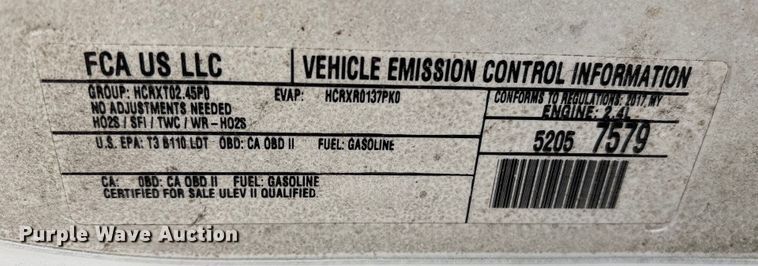 FCA US LLC
VEHICLE EMISSION CONTROL INFORMATION
GROUP: HCRXT02.45P0
EVAP: HCRXR0137PK0
NO ADJUSTMENTS NEEDED
HO2S / SFI / TWC / WR-HO2S
CONFORMS TO REGULATIONS: 2017 MY
ENGINE: 2.4L
5205 7579
U.S. EPA: T3 B110 LDT OBD: CA OBD II FUEL: GASOLINE
CA: OBD: CA OBD II FUEL: GASOLINE
CERTIFIED FOR SALE ULEV II QUALIFIED.
Purple Wave Auction